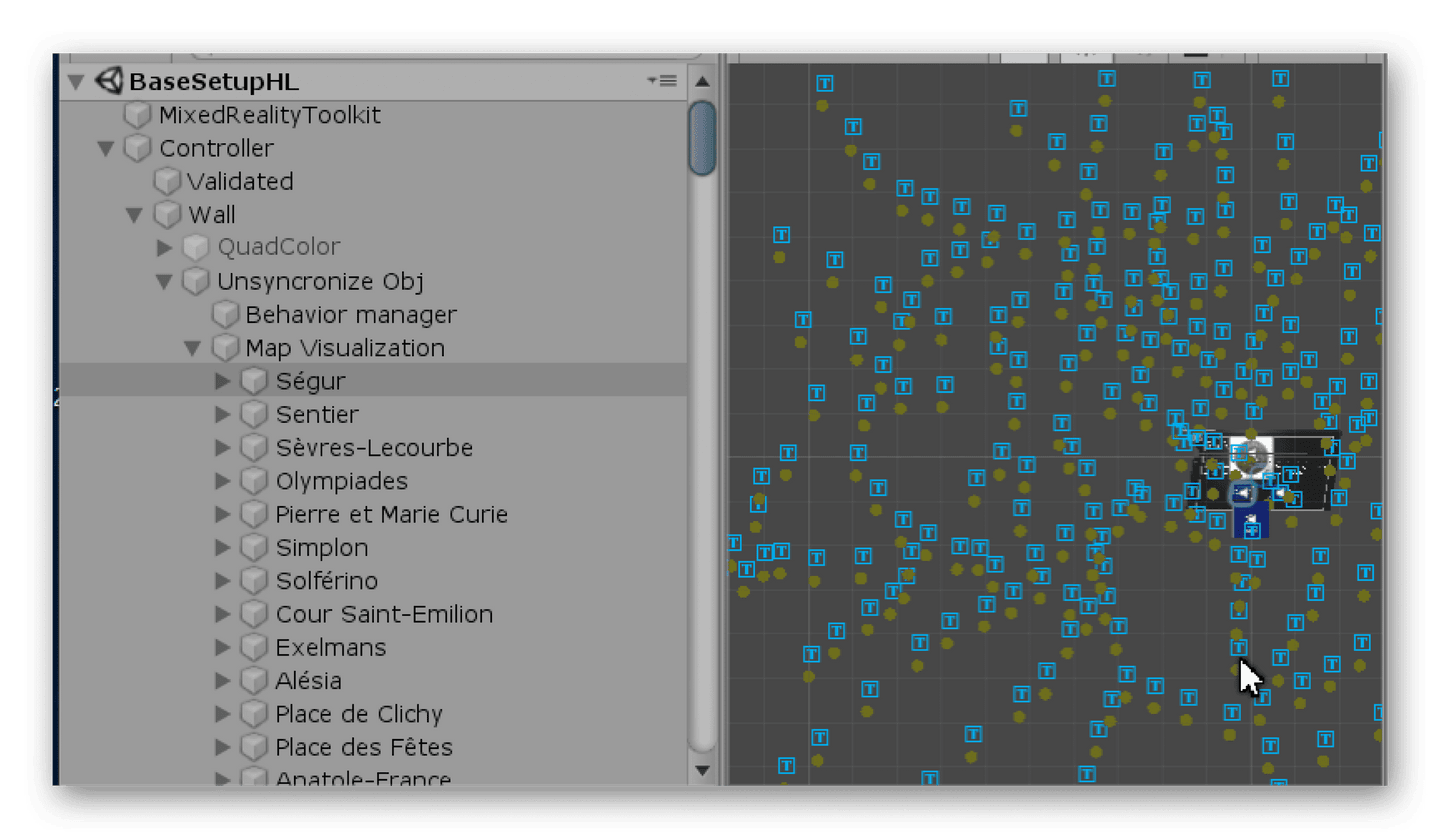 BaseSetupHL
MixedRealityToolkit
Controller
Validated
Wall
QuadColor
Unsyncronize Obj
Behavior manager
Map Visualization
Ségur
Sentier
Sèvres-Lecourbe
Olympiades
Pierre et Marie Curie
Simplon
Solférino
Cour Saint-Emilion
Exelmans
Alésia
Place de Clichy
Place des Fêtes
Anatole-France